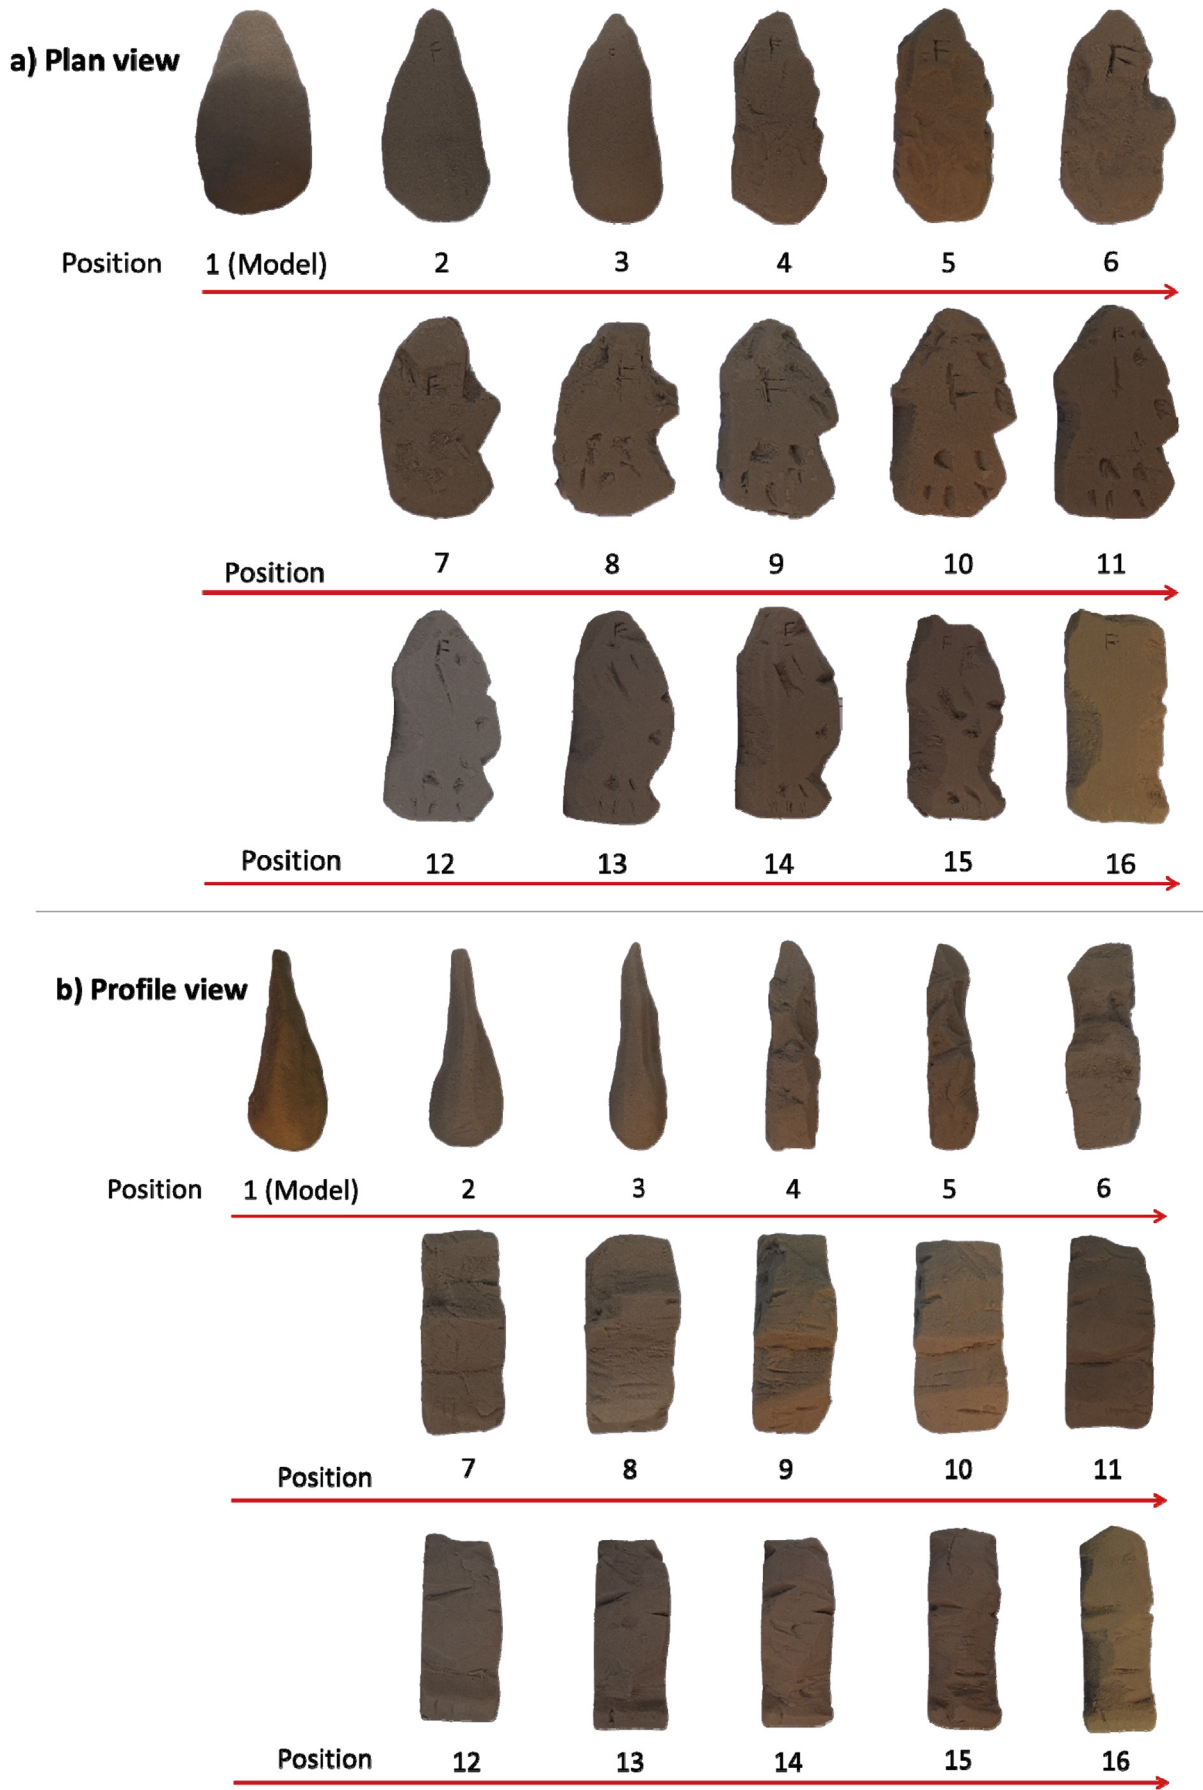 a) Plan view
F F F F F
Position 1 (Model) 2 3 4 5 6
F F F F F
Position 7 8 9 10 11
F F F F F
Position 12 13 14 15 16
b) Profile view
Position 1 (Model) 2 3 4 5 6
Position 7 8 9 10 11
Position 12 13 14 15 16